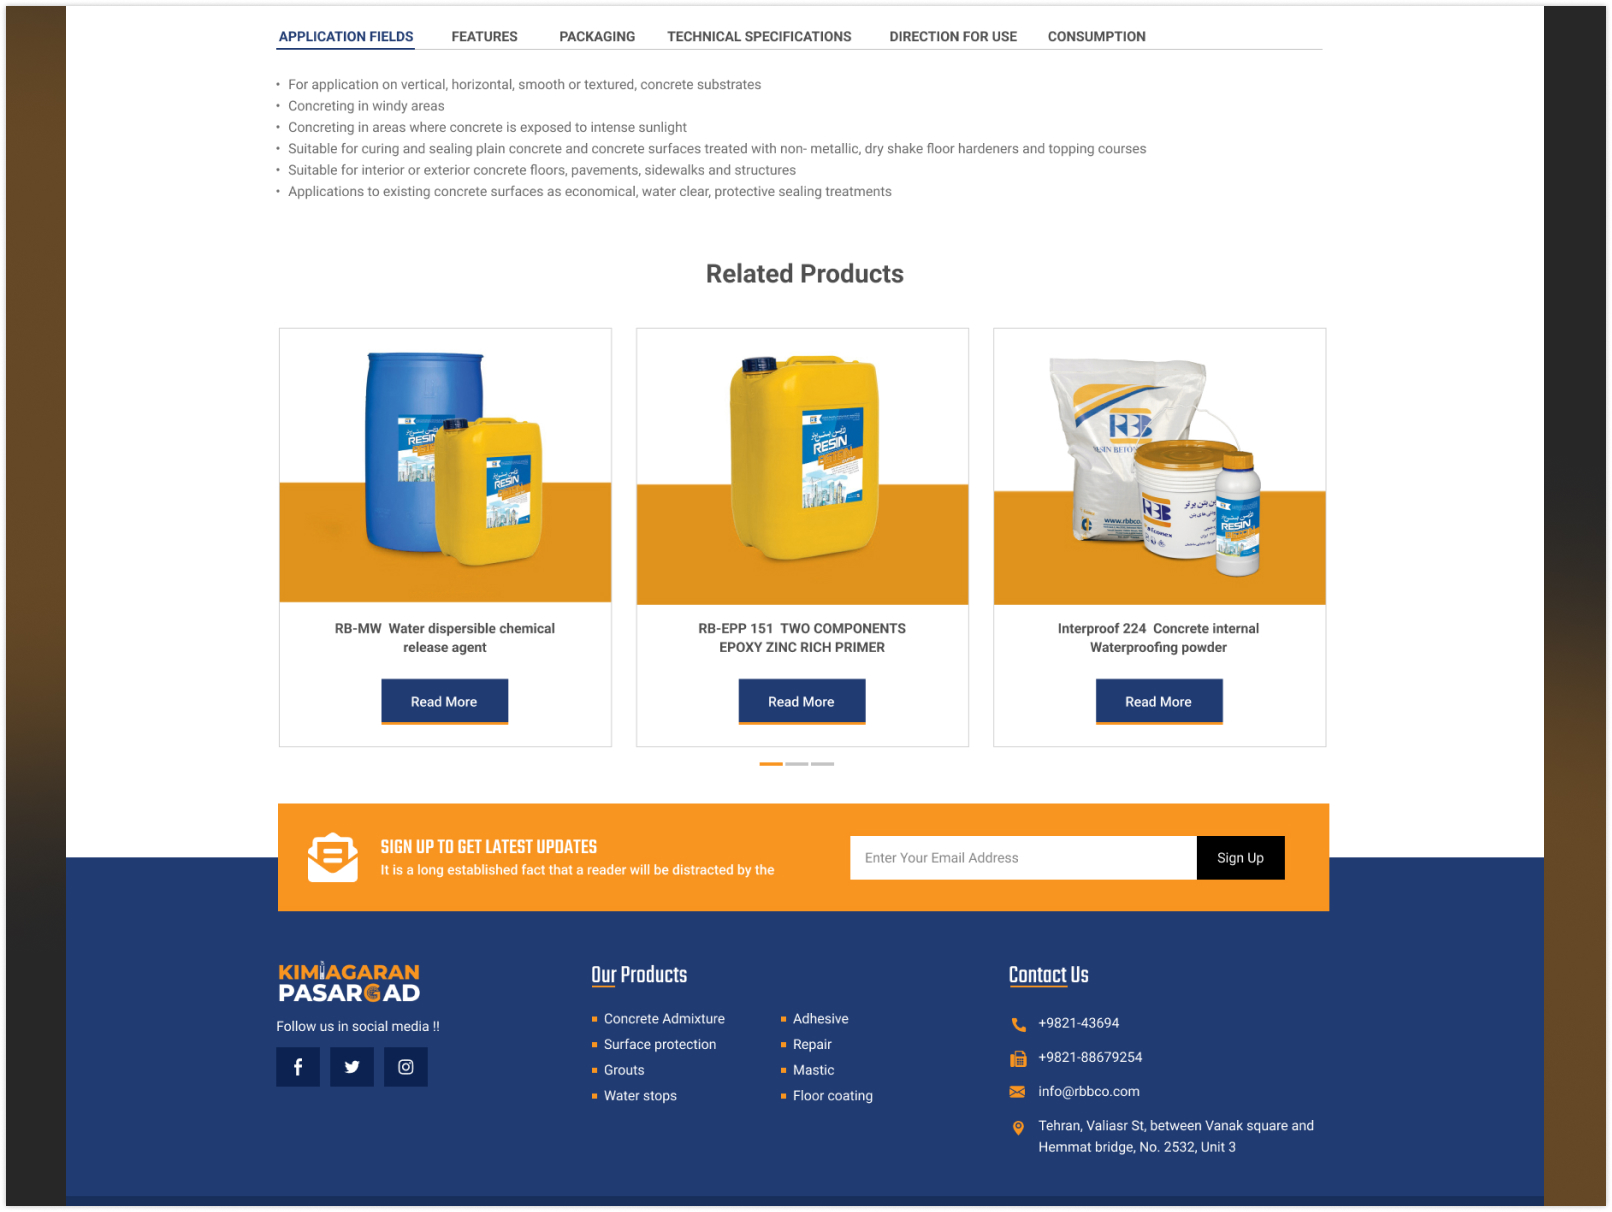 APPLICATION FIELDS FEATURES PACKAGING TECHNICAL SPECIFICATIONS DIRECTION FOR USE CONSUMPTION
• For application on vertical, horizontal, smooth or textured, concrete substrates
• Concreting in windy areas
• Concreting in areas where concrete is exposed to intense sunlight
• Suitable for curing and sealing plain concrete and concrete surfaces treated with non- metallic, dry shake floor hardeners and topping courses
• Suitable for interior or exterior concrete floors, pavements, sidewalks and structures
• Applications to existing concrete surfaces as economical, water clear, protective sealing treatments
Related Products
RESIN
RESIN
RESIN
RBB
www.rbbco.
RBB
RESIN
RB-MW Water dispersible chemical
release agent
Read More
RB-EPP 151 TWO COMPONENTS
EPOXY ZINC RICH PRIMER
Read More
Interproof 224 Concrete internal
Waterproofing powder
Read More
SIGN UP TO GET LATEST UPDATES
It is a long established fact that a reader will be distracted by the
Enter Your Email Address
Sign Up
KIMIAGARAN
PASARGAD
Follow us in social media !!
Our Products
Concrete Admixture
Surface protection
Grouts
Water stops
Adhesive
Repair
Mastic
Floor coating
Contact Us
+9821-43694
+9821-88679254
info@rbbco.com
Tehran, Valiasr St, between Vanak square and
Hemmat bridge, No. 2532, Unit 3